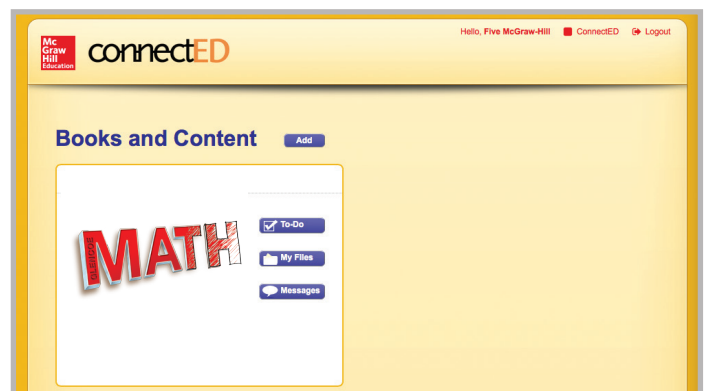 Mc
Graw
Hill
Education
connectED
Hello, Five McGraw-Hill ConnectED Logout
Books and Content Add
GLENCOE
MATH
To-Do
My Files
Messages